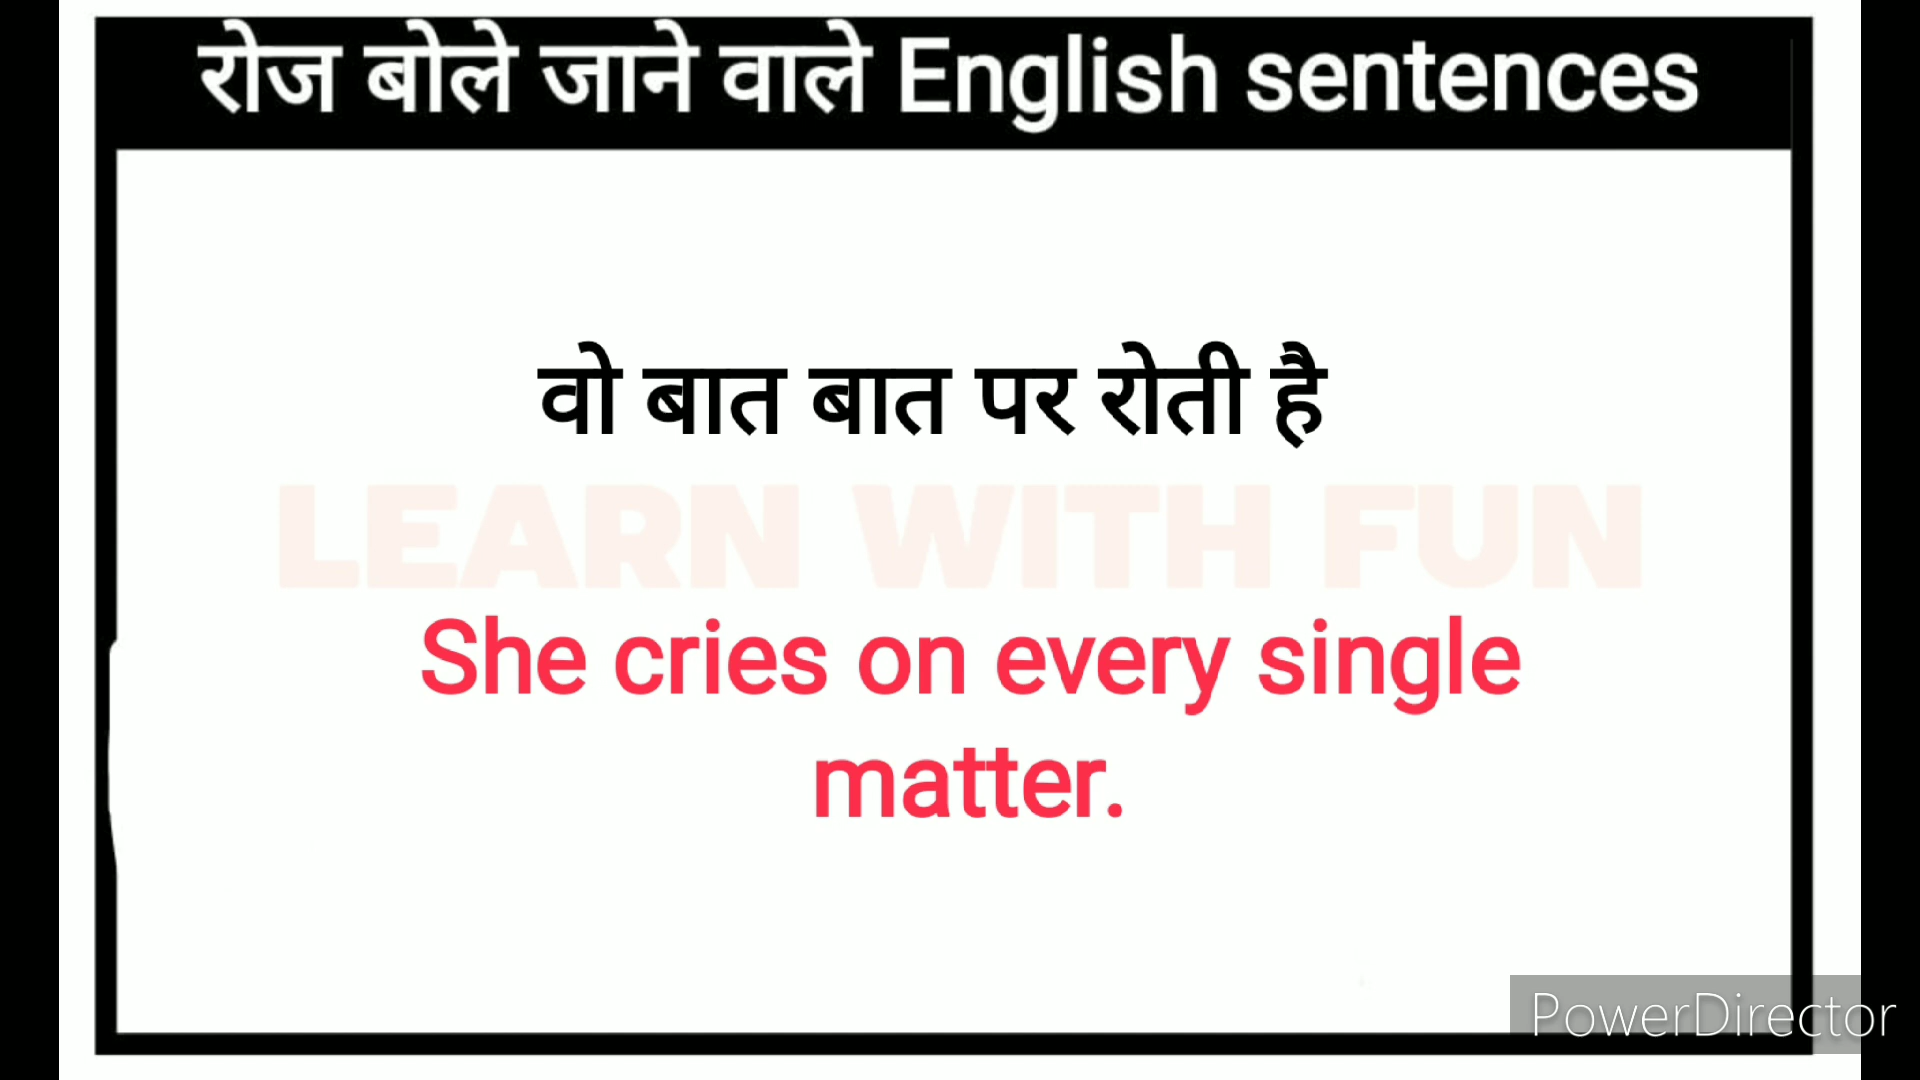 रोज बोले जाने वाले English sentences
वो बात बात पर रोती है
LEARN WITH FUN
She cries on every single
matter.
PowerDirector